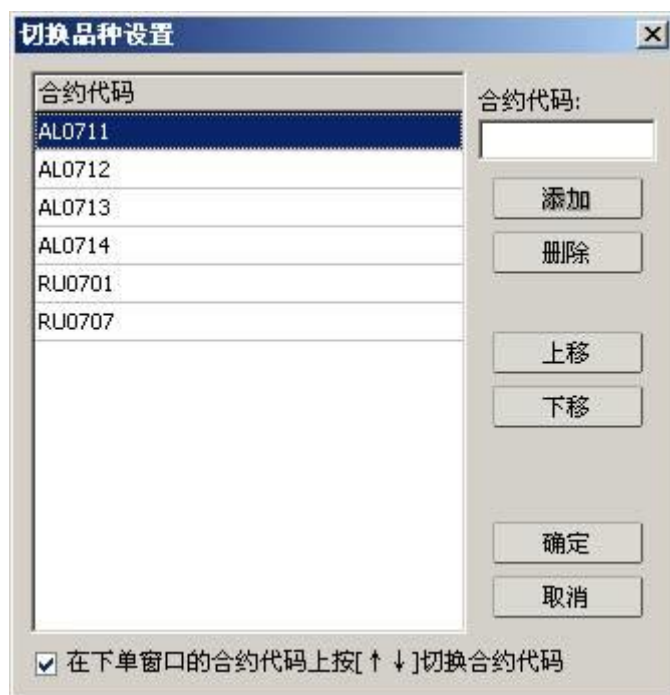 切换品种设置
合约代码
AL0711
AL0712
AL0713
AL0714
RU0701
RU0707
合约代码:
添加
删除
上移
下移
确定
取消
在下单窗口的合约代码上按[↑↓]切换合约代码